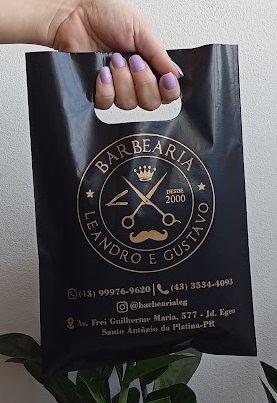 BARBEARIA
DESDE
2000
LEANDRO E GUSTAVO
(43) 99976-9620 | (43) 3534-4093
@barbearialeg
Av. Frei Guilherme Maria, 577 - Jd. Egea
Santo Antônio da Platina-PR